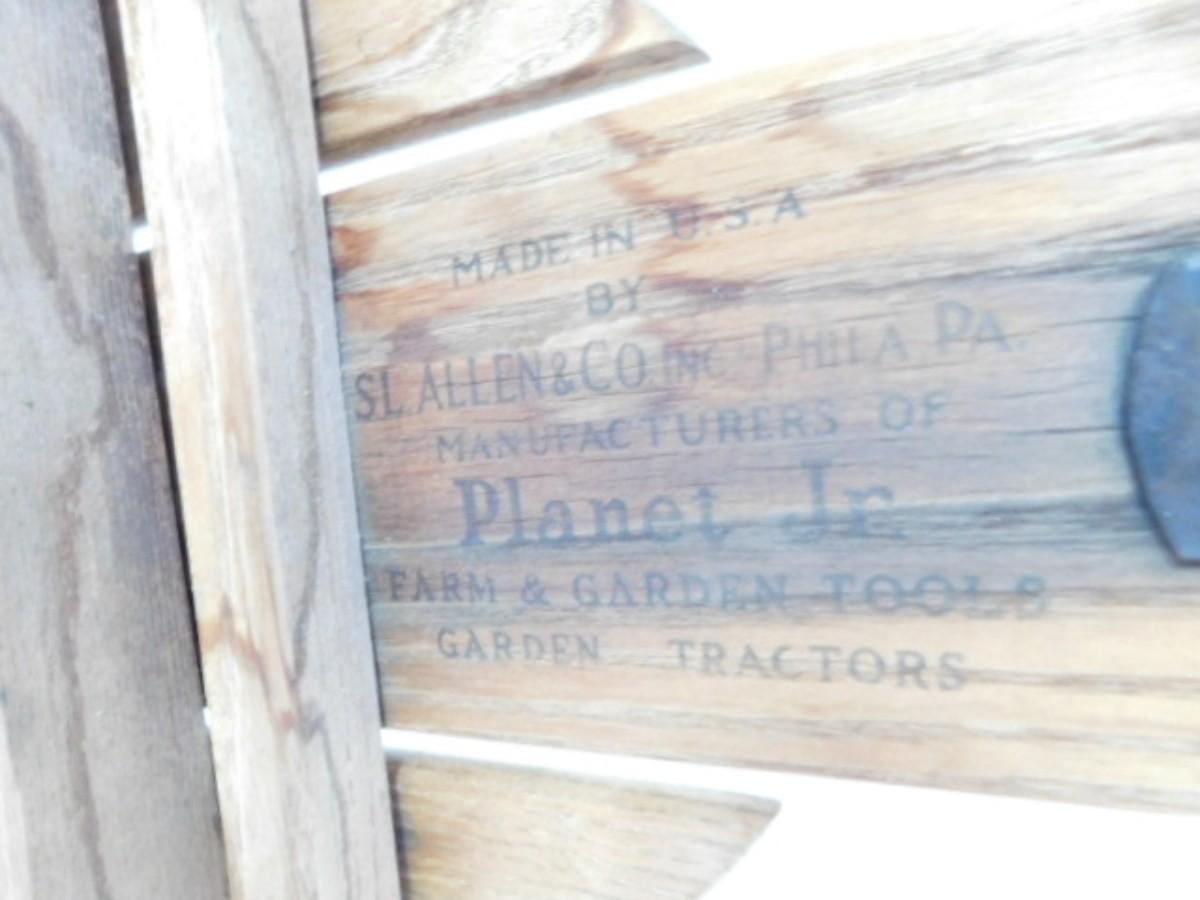 MADE IN U.S.A
BY
S.L. ALLEN & CO. INC PHILA. PA.
MANUFACTURERS OF
Planet Jr.
FARM & GARDEN TOOLS
GARDEN TRACTORS